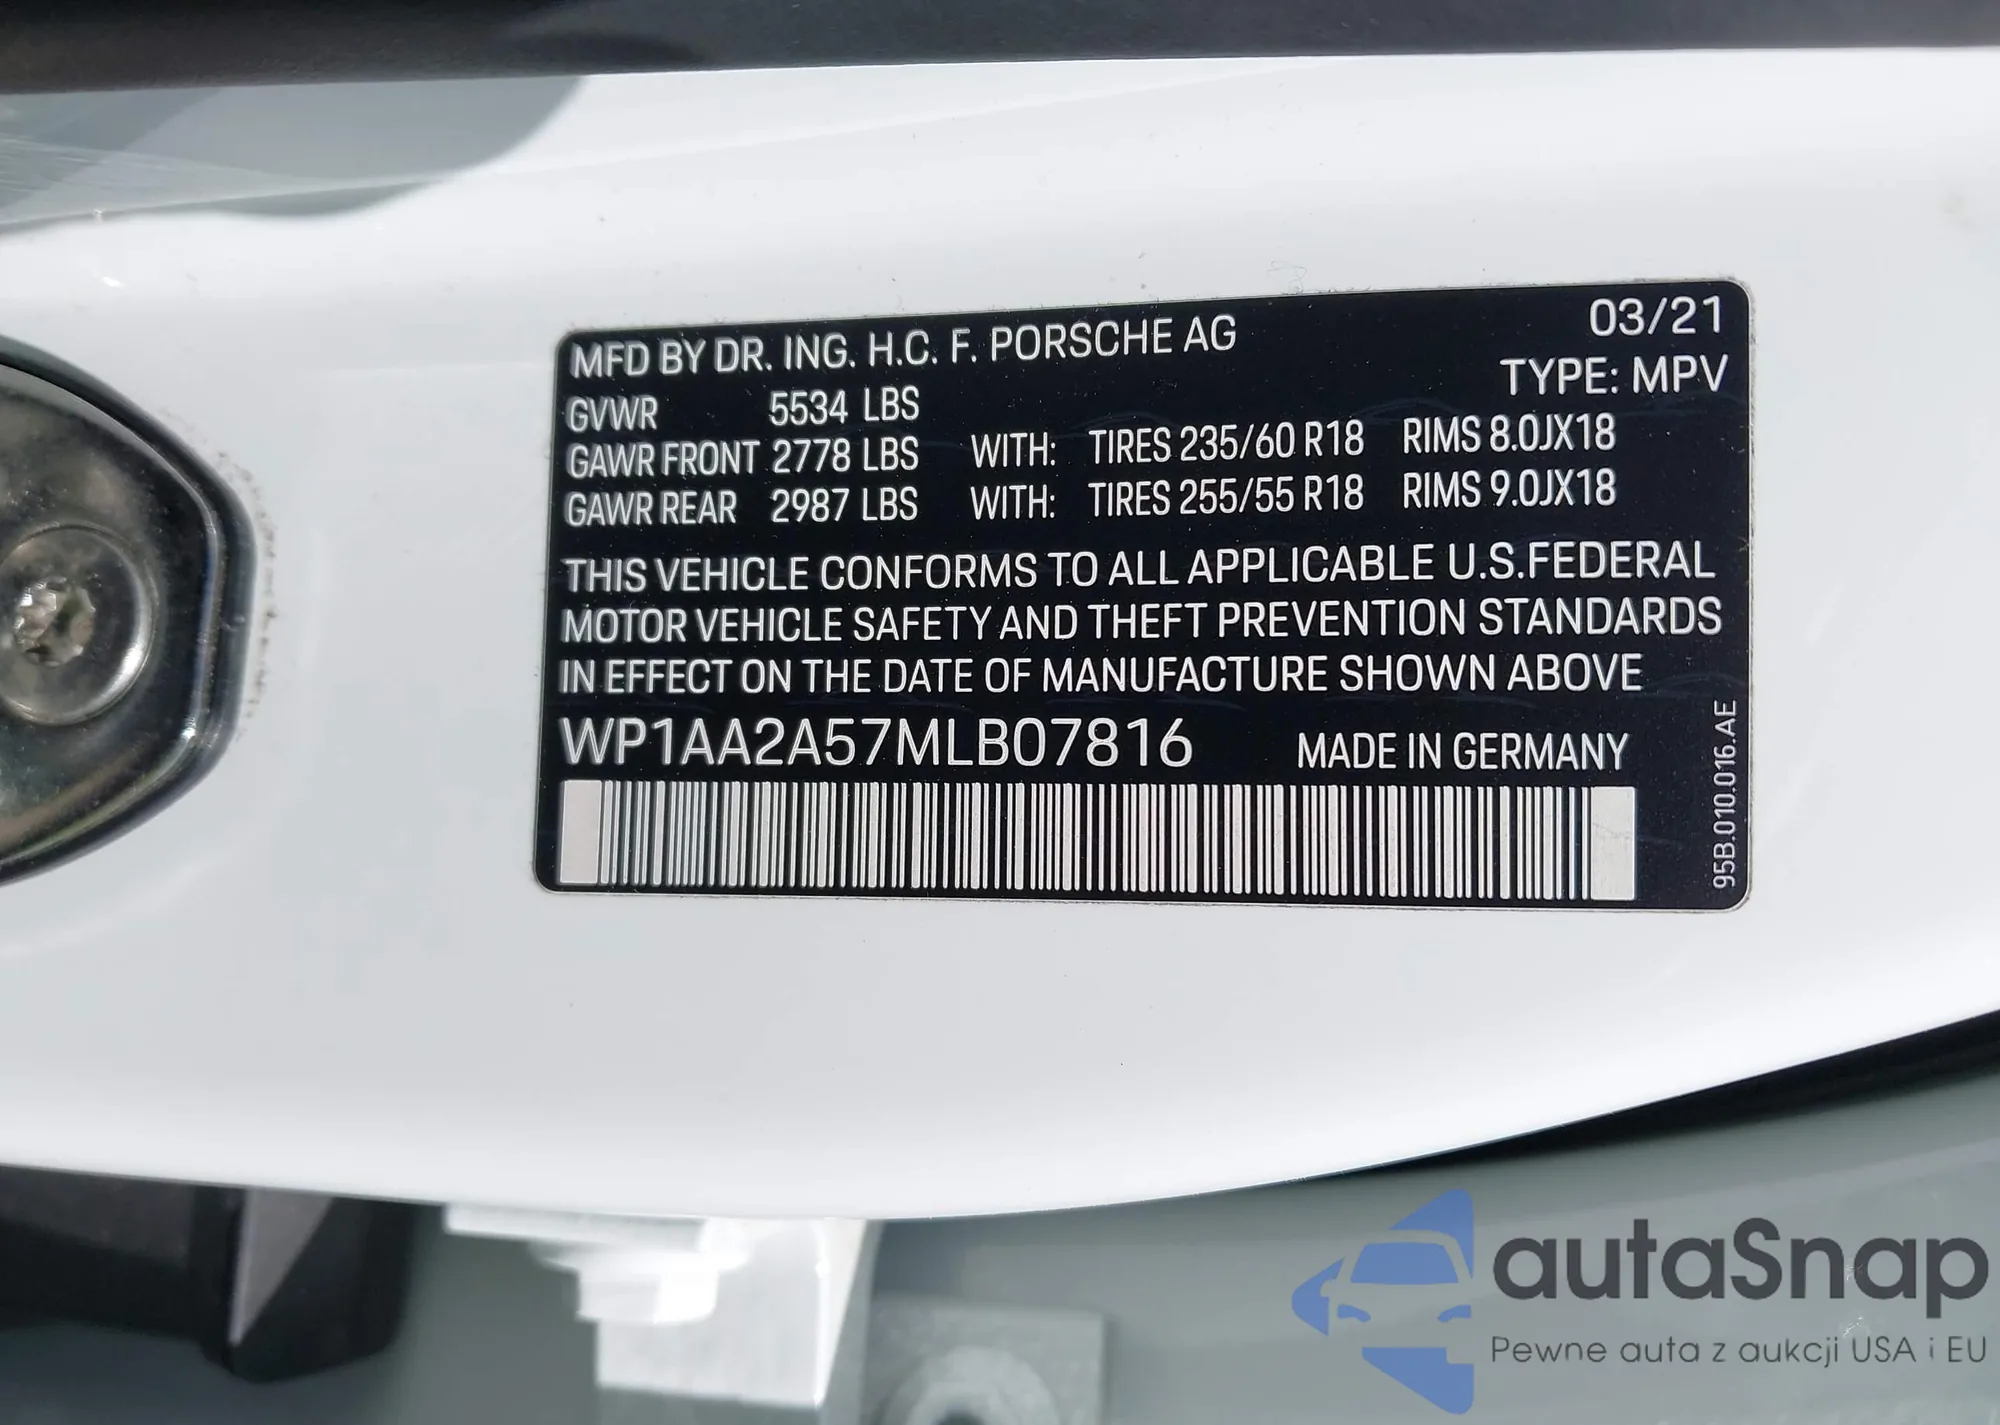 MFD BY DR. ING. H.C. F. PORSCHE AG 03/21
TYPE: MPV
GVWR 5534 LBS
GAWR FRONT 2778 LBS WITH: TIRES 235/60 R18 RIMS 8.0JX18
GAWR REAR 2987 LBS WITH: TIRES 255/55 R18 RIMS 9.0JX18
THIS VEHICLE CONFORMS TO ALL APPLICABLE U.S.FEDERAL
MOTOR VEHICLE SAFETY AND THEFT PREVENTION STANDARDS
IN EFFECT ON THE DATE OF MANUFACTURE SHOWN ABOVE
WP1AA2A57MLB07816 MADE IN GERMANY
95B.010.016.AE
autaSnap
Pewne auta z aukcji USA i EU